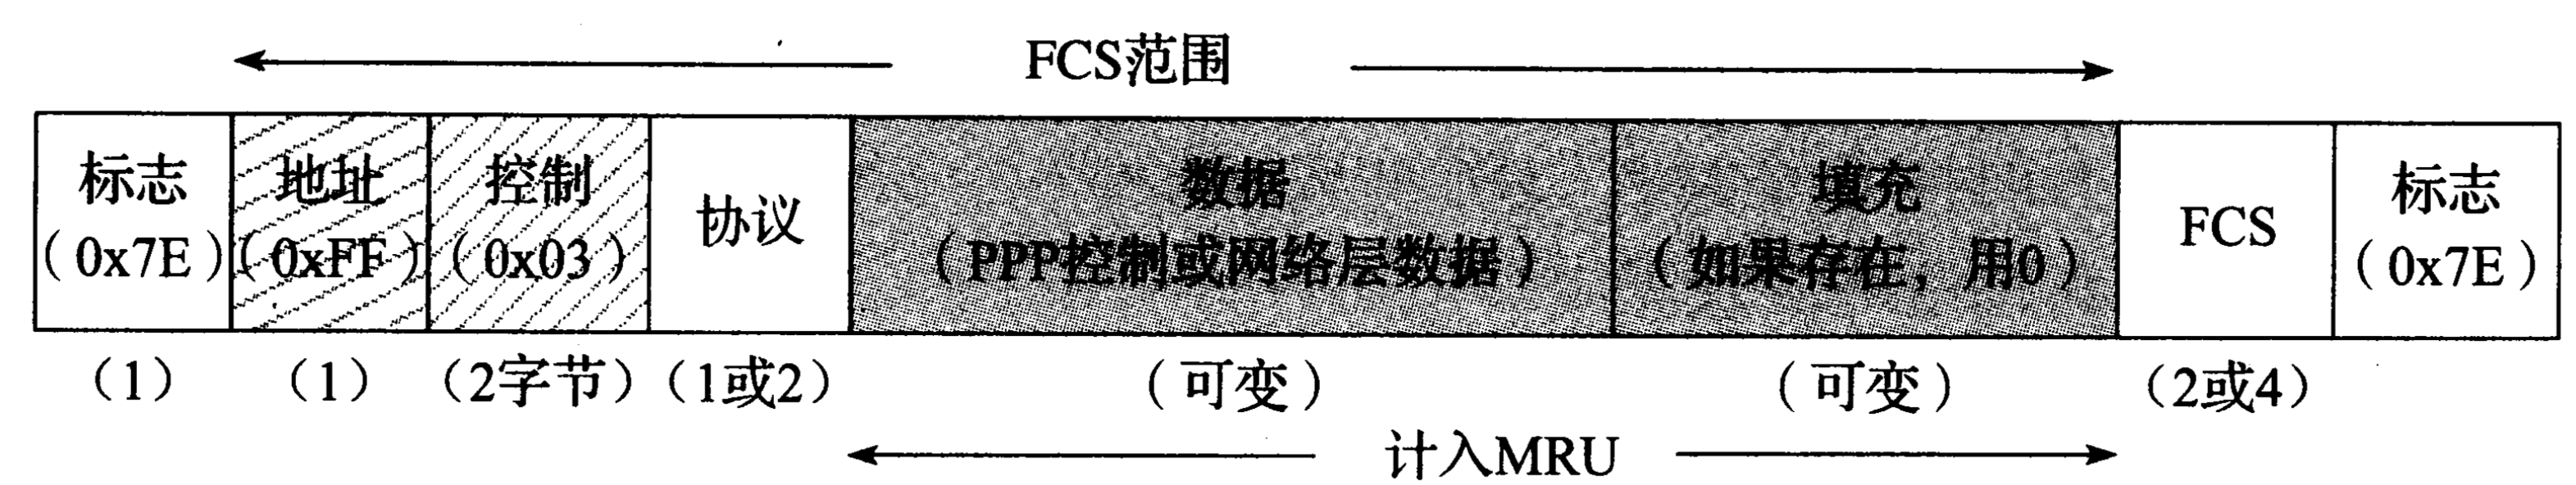 FCS范围
标志
（0x7E）
地址
（0xFF）
控制
（0x03）
协议
数据
（PPP控制或网络层数据）
填充
（如果存在，用0）
FCS
标志
（0x7E）
（1）
（1）
（2字节）
（1或2）
（可变）
（可变）
（2或4）
计入MRU